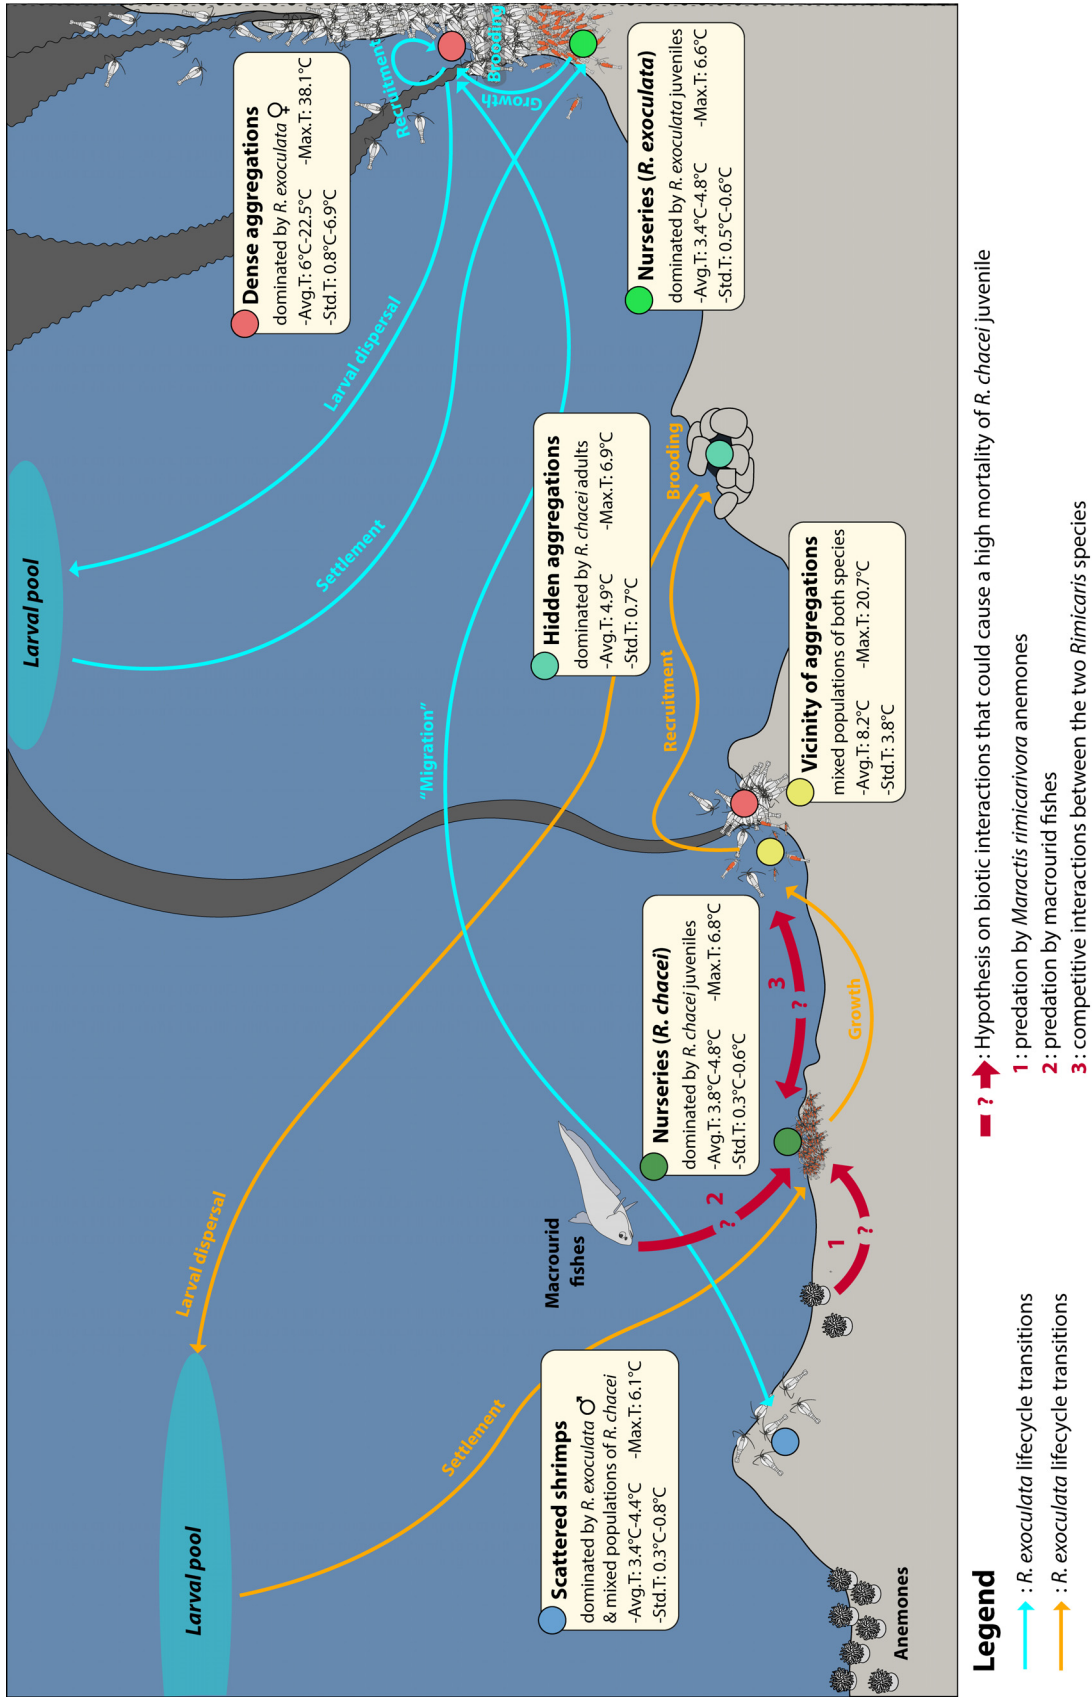 Larval pool
Larval pool
Larval dispersal
Settlement
Larval dispersal
Settlement
"Migration"
Recruitment
Brooding
Growth
Dense aggregations
dominated by R. exoculata ♀
-Avg.T: 6°C-22.5°C -Max.T: 38.1°C
-Std.T: 0.8°C-6.9°C
Nurseries (R. exoculata)
dominated by R. exoculata juveniles
-Avg.T: 3.4°C-4.8°C -Max.T: 6.6°C
-Std.T: 0.5°C-0.6°C
Hidden aggregations
dominated by R. chacei adults
-Avg.T: 4.9°C -Max.T: 6.9°C
-Std.T: 0.7°C
Brooding
Recruitment
Vicinity of aggregations
mixed populations of both species
-Avg.T: 8.2°C -Max.T: 20.7°C
-Std.T: 3.8°C
Nurseries (R. chacei)
dominated by R. chacei juveniles
-Avg.T: 3.8°C-4.8°C -Max.T: 6.8°C
-Std.T: 0.3°C-0.6°C
Growth
? 3
Macrourid
fishes
? 2
1 ?
Scattered shrimps
dominated by R. exoculata ♂
& mixed populations of R. chacei
-Avg.T: 3.4°C-4.4°C -Max.T: 6.1°C
-Std.T: 0.3°C-0.8°C
Anemones
Legend
: R. exoculata lifecycle transitions
: R. exoculata lifecycle transitions
? : Hypothesis on biotic interactions that could cause a high mortality of R. chacei juvenile
1 : predation by Maractis rimicarivora anemones
2 : predation by macrourid fishes
3 : competitive interactions between the two Rimicaris species